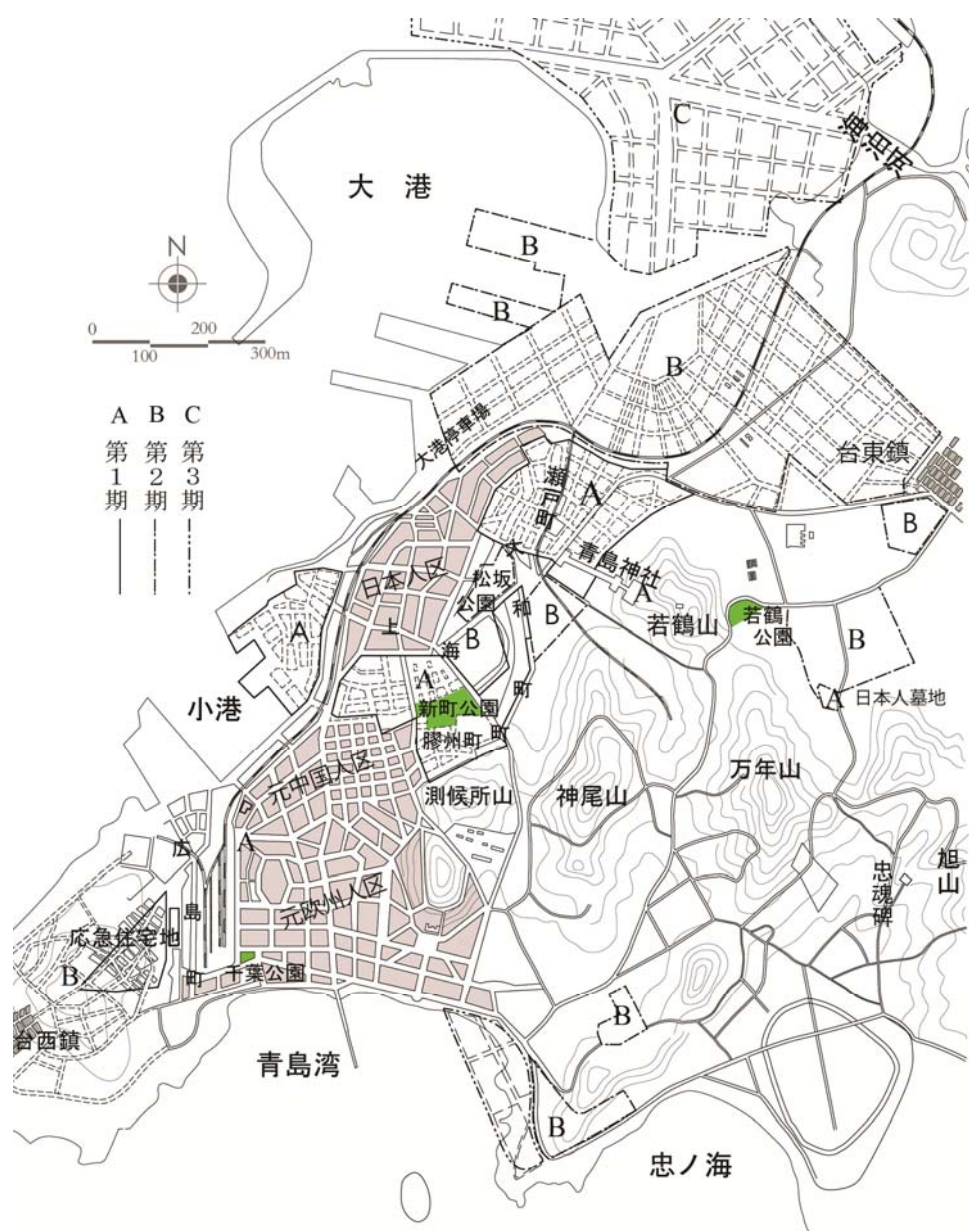 C
海泊河
大港
B
N
B
0
200
100
300m
B
A 第1期
B 第2期
C 第3期
大港停車場
台東鎮
瀬戸町
A
B
大和町
青島神社
日本人区
松坂公園
A
若鶴山
若鶴公園
B
B
A
上海町
B
A
小港
新町公園
A
日本人墓地
膠州町
元中国人区
測候所山
神尾山
万年山
A
広島町
忠魂碑
旭山
元欧州人区
応急住宅地
B
千葉公園
台西鎮
B
青島湾
B
忠ノ海